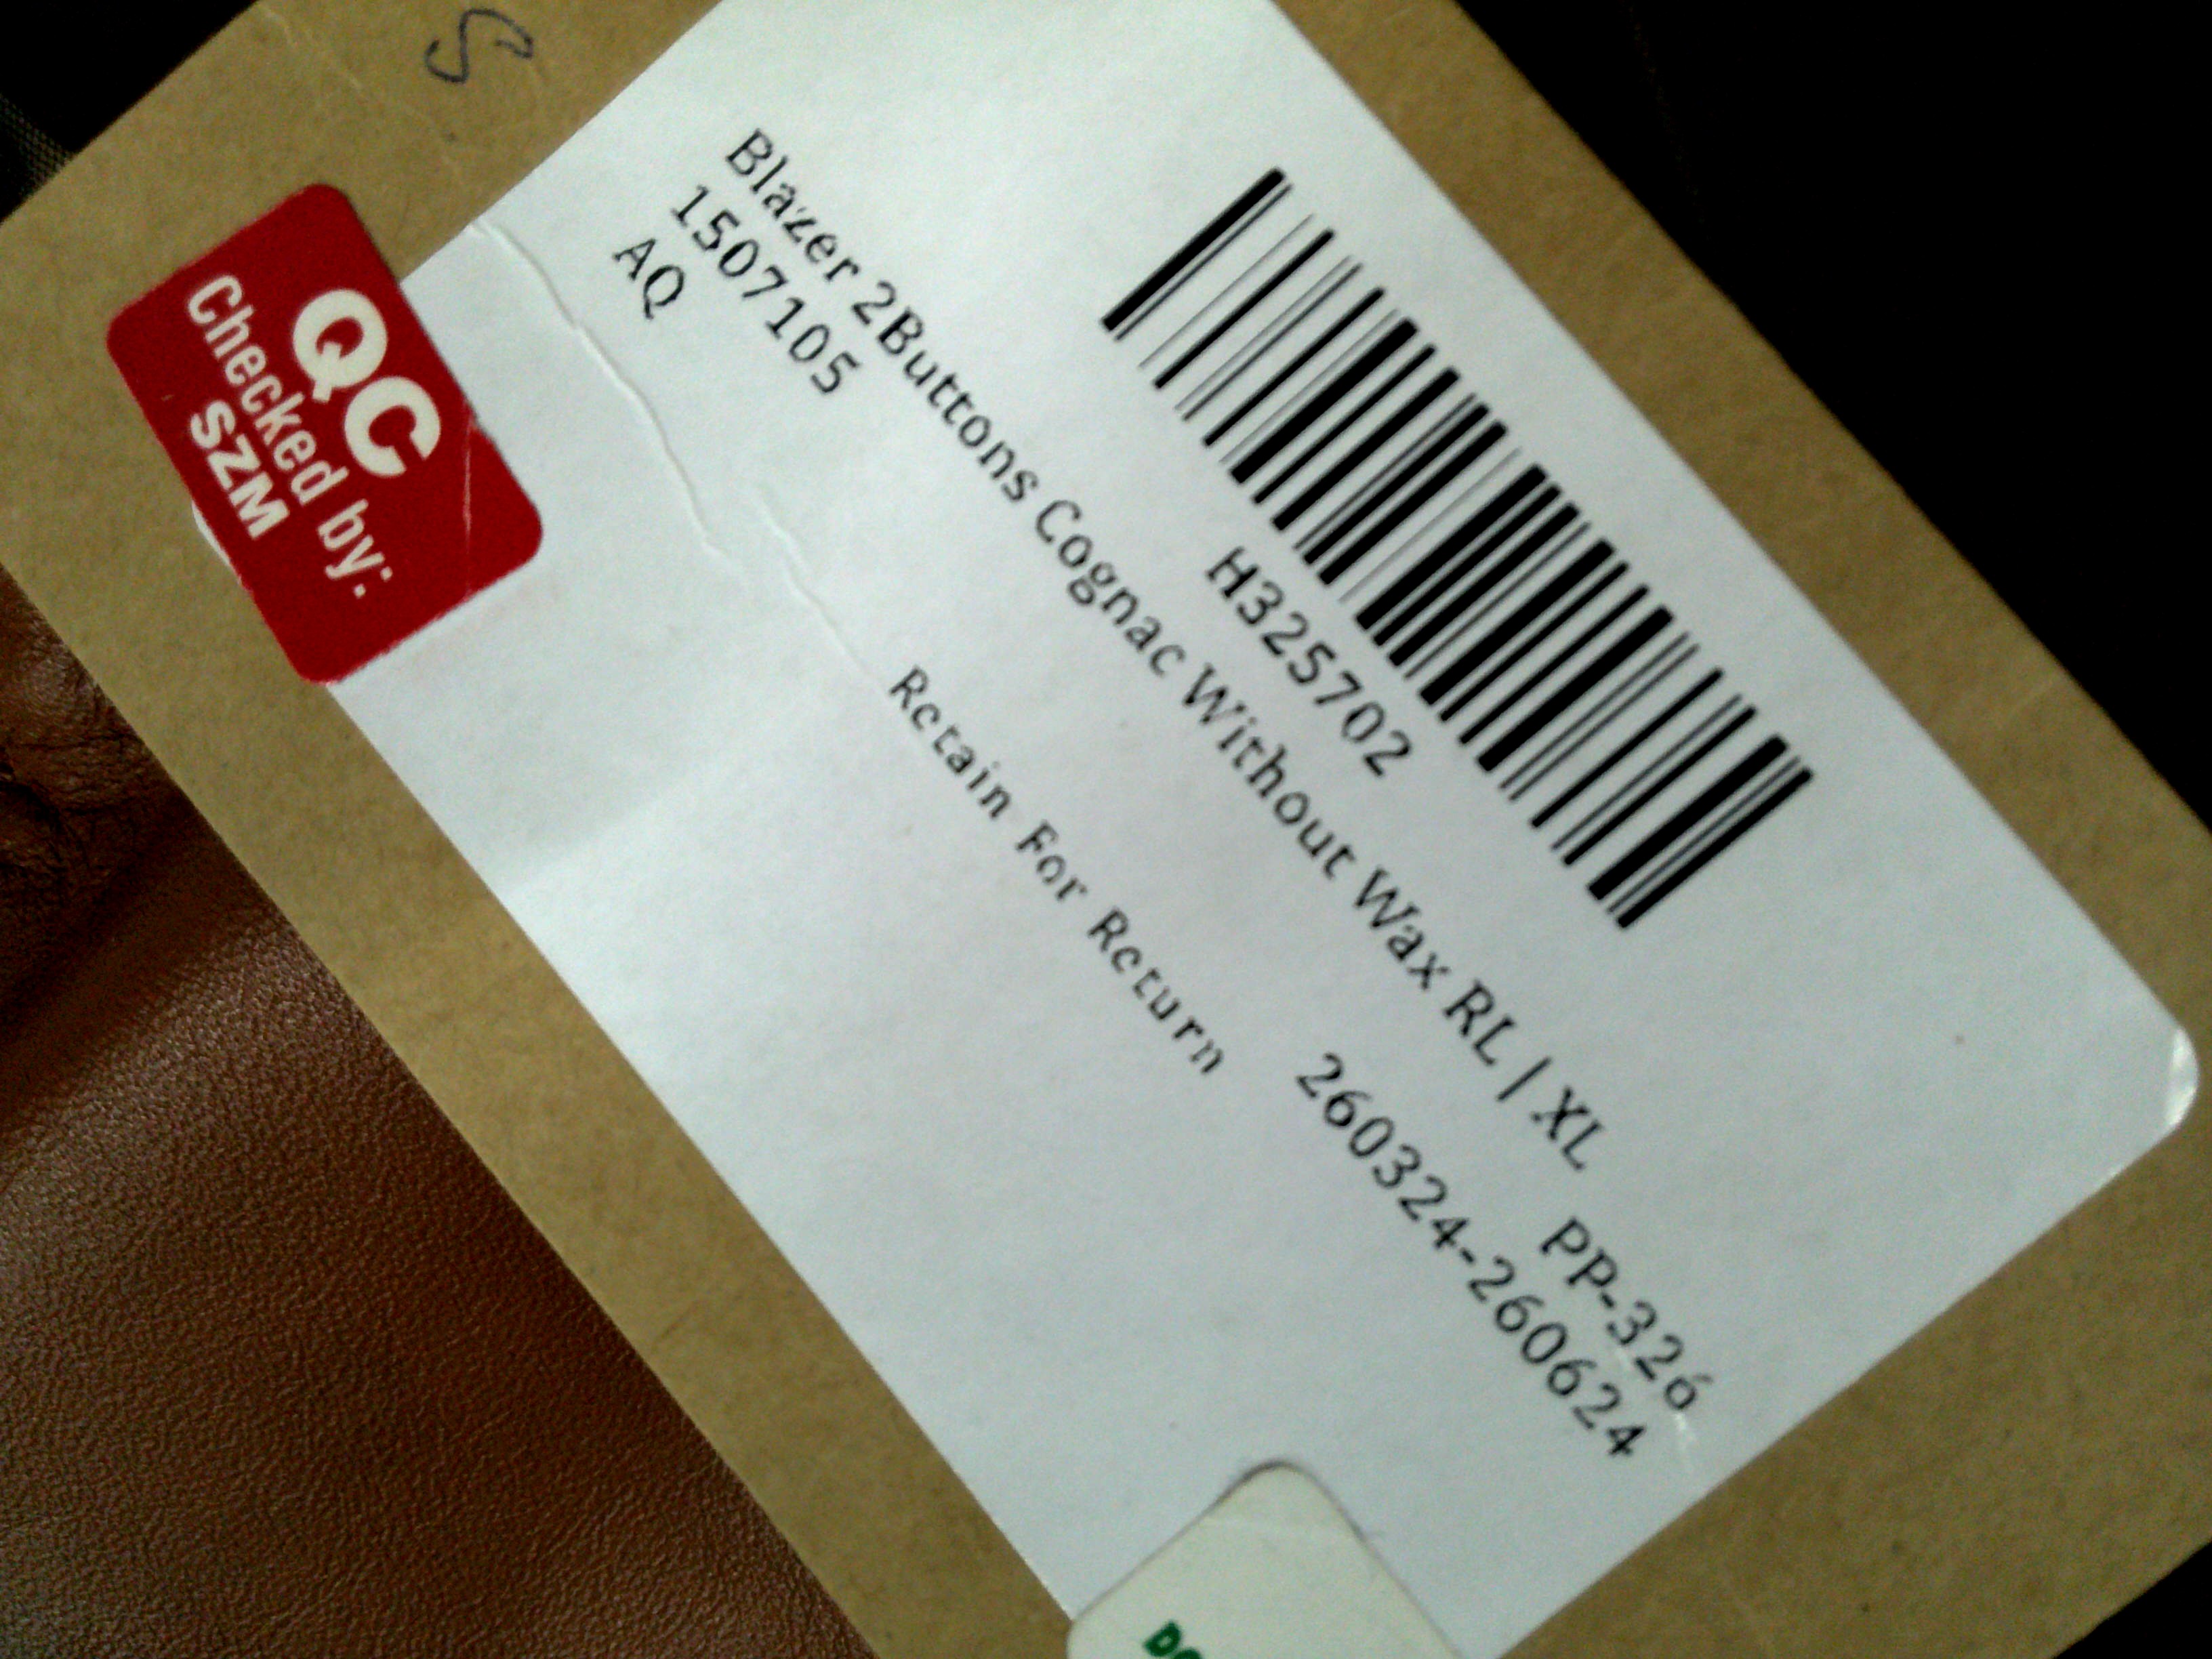 H325702
Blazer 2Buttons Cognac Without Wax RL | XL
PP-326
1507105
260324-260624
AQ
Retain For Return
QC
Checked by:
SZM
S